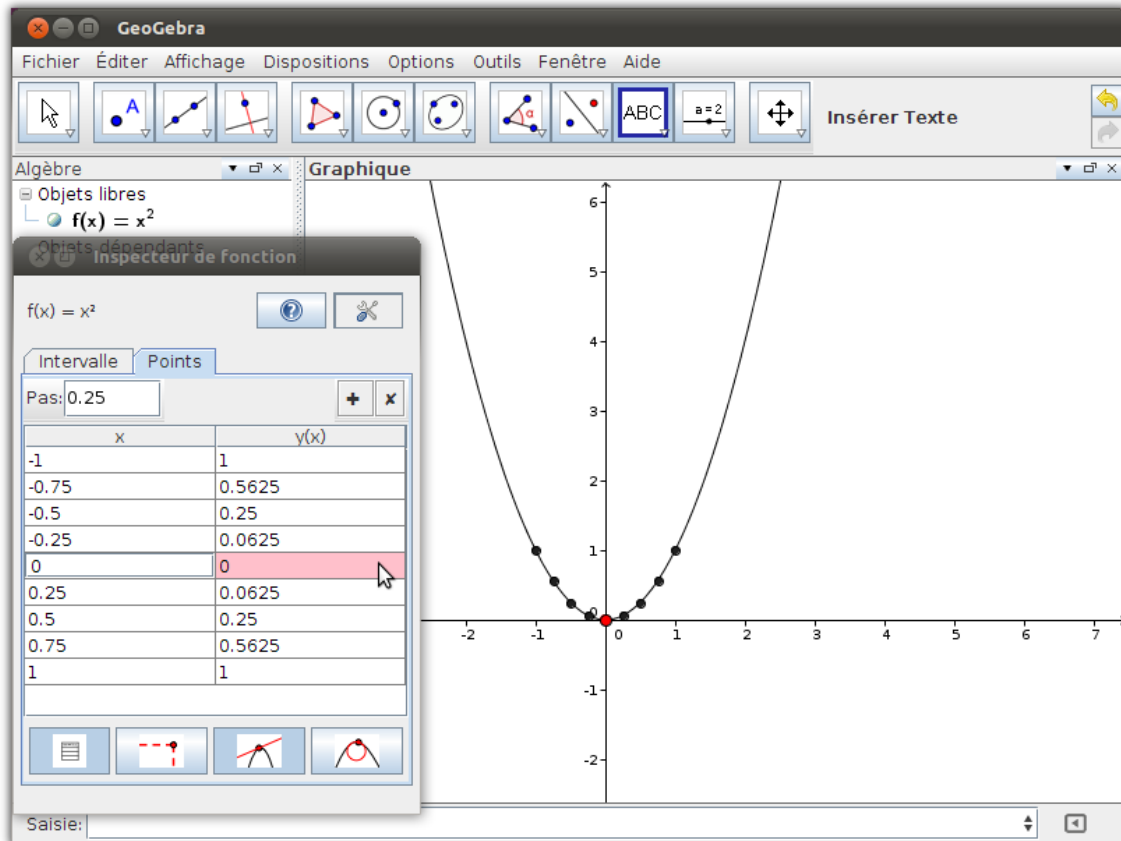 GeoGebra
Fichier Éditer Affichage Dispositions Options Outils Fenêtre Aide
A ABC a=2 α Insérer Texte
Algèbre Graphique
Objets libres
f(x) = x²
Objets dépendants
Inspecteur de fonction
f(x) = x²
Intervalle Points
Pas: 0.25
x y(x)
-1 1
-0.75 0.5625
-0.5 0.25
-0.25 0.0625
0 0
0.25 0.0625
0.5 0.25
0.75 0.5625
1 1
6
5
4
3
2
1
0
-2 -1 0 1 2 3 4 5 6 7
-1
-2
Saisie: